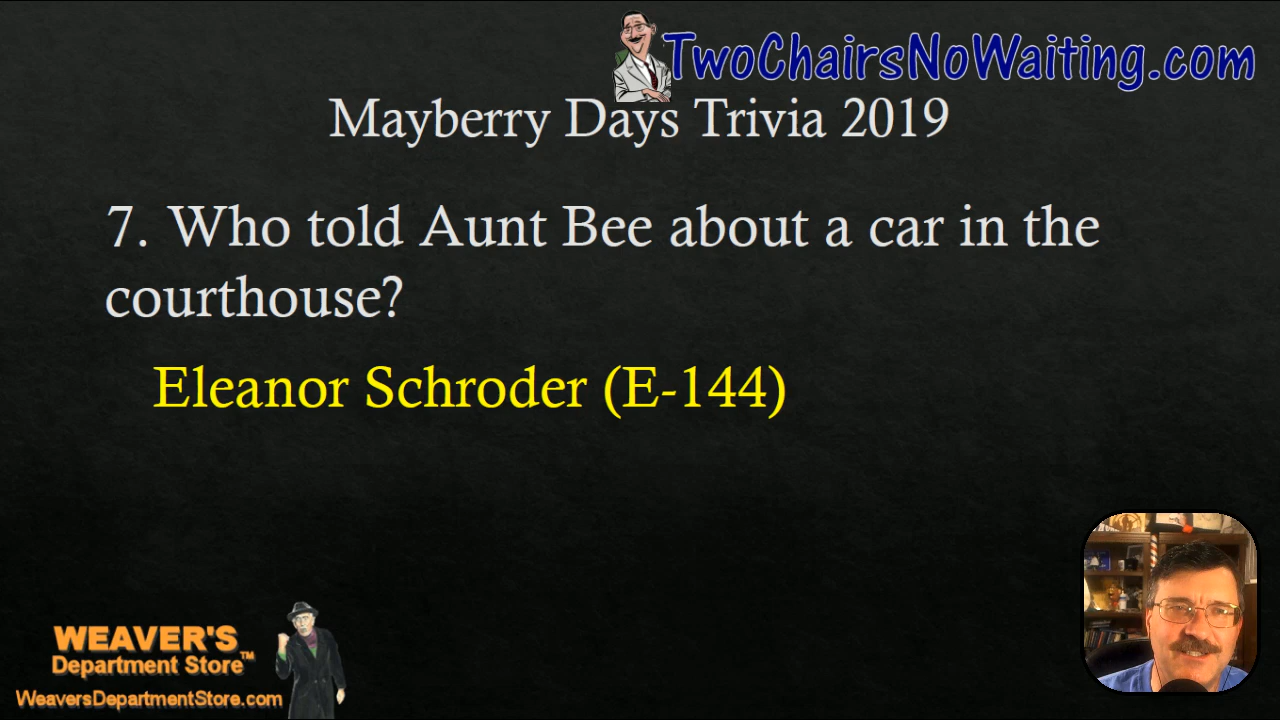 TwoChairsNoWaiting.com
Mayberry Days Trivia 2019
7. Who told Aunt Bee about a car in the
courthouse?
Eleanor Schroder (E-144)
WEAVER'S
Department Store™
WeaversDepartmentStore.com